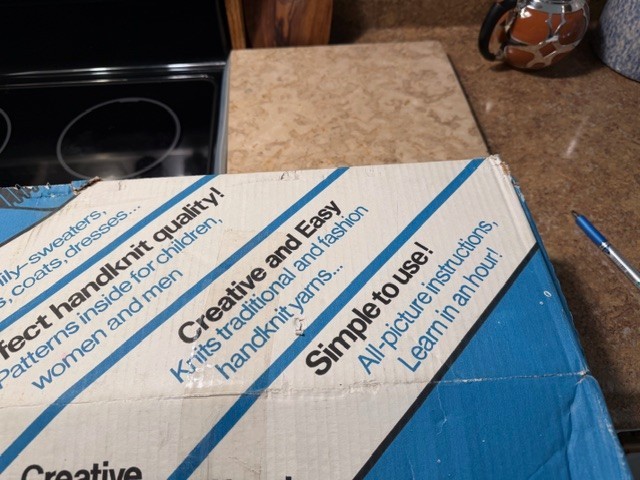 ily-sweaters,
s, coats, dresses...
fect handknit quality!
Patterns inside for children,
women and men
Creative and Easy
Knits traditional and fashion
handknit yarns...
Simple to use!
All-picture instructions,
Learn in an hour!
Creative